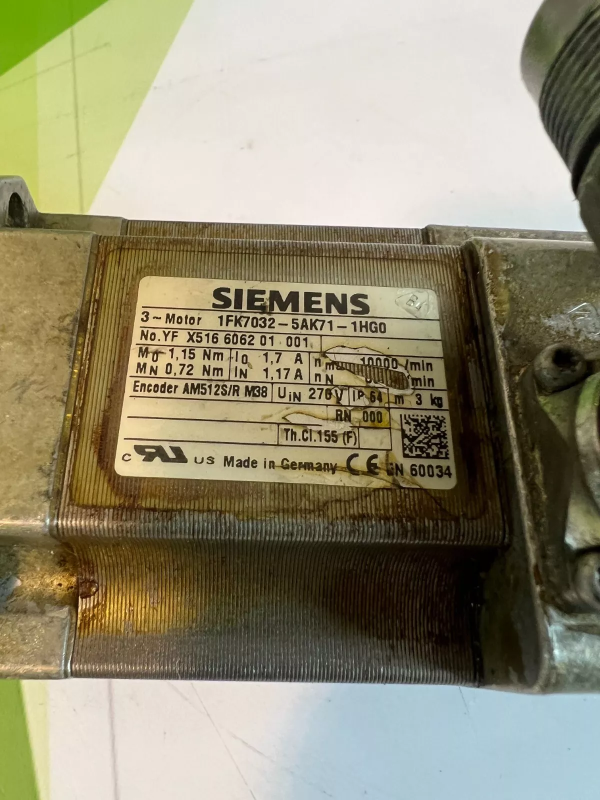 SIEMENS
3~Motor 1FK7032-5AK71-1HG0
No.YF X516 6062 01 001
M0 1,15 Nm I0 1,7 A 10000/min
MN 0,72 Nm IN 1,17 A nN /min
Encoder AM512S/R M38 UIN 270 V IP 64 m 3 kg
RN 000
Th.Cl.155 (F)
c RU US Made in Germany CE EN 60034